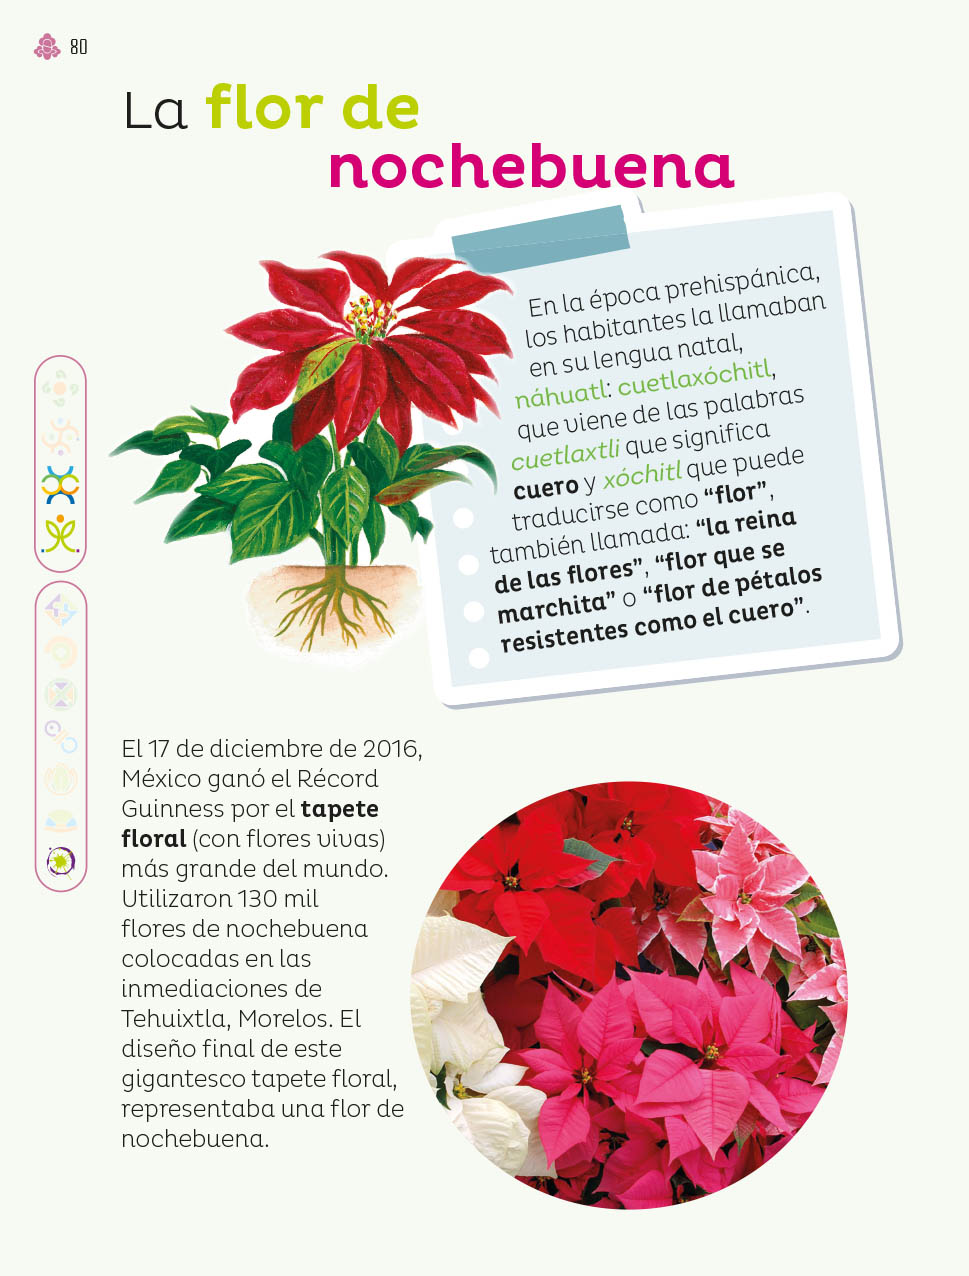 80
La flor de
nochebuena
En la época prehispánica,
los habitantes la llamaban
en su lengua natal,
náhuatl: cuetlaxóchitl,
que viene de las palabras
cuetlaxtli que significa
cuero y xóchitl que puede
traducirse como “flor”,
también llamada: “la reina
de las flores”, “flor que se
marchita” o “flor de pétalos
resistentes como el cuero”.
El 17 de diciembre de 2016,
México ganó el Récord
Guinness por el tapete
floral (con flores vivas)
más grande del mundo.
Utilizaron 130 mil
flores de nochebuena
colocadas en las
inmediaciones de
Tehuixtla, Morelos. El
diseño final de este
gigantesco tapete floral,
representaba una flor de
nochebuena.